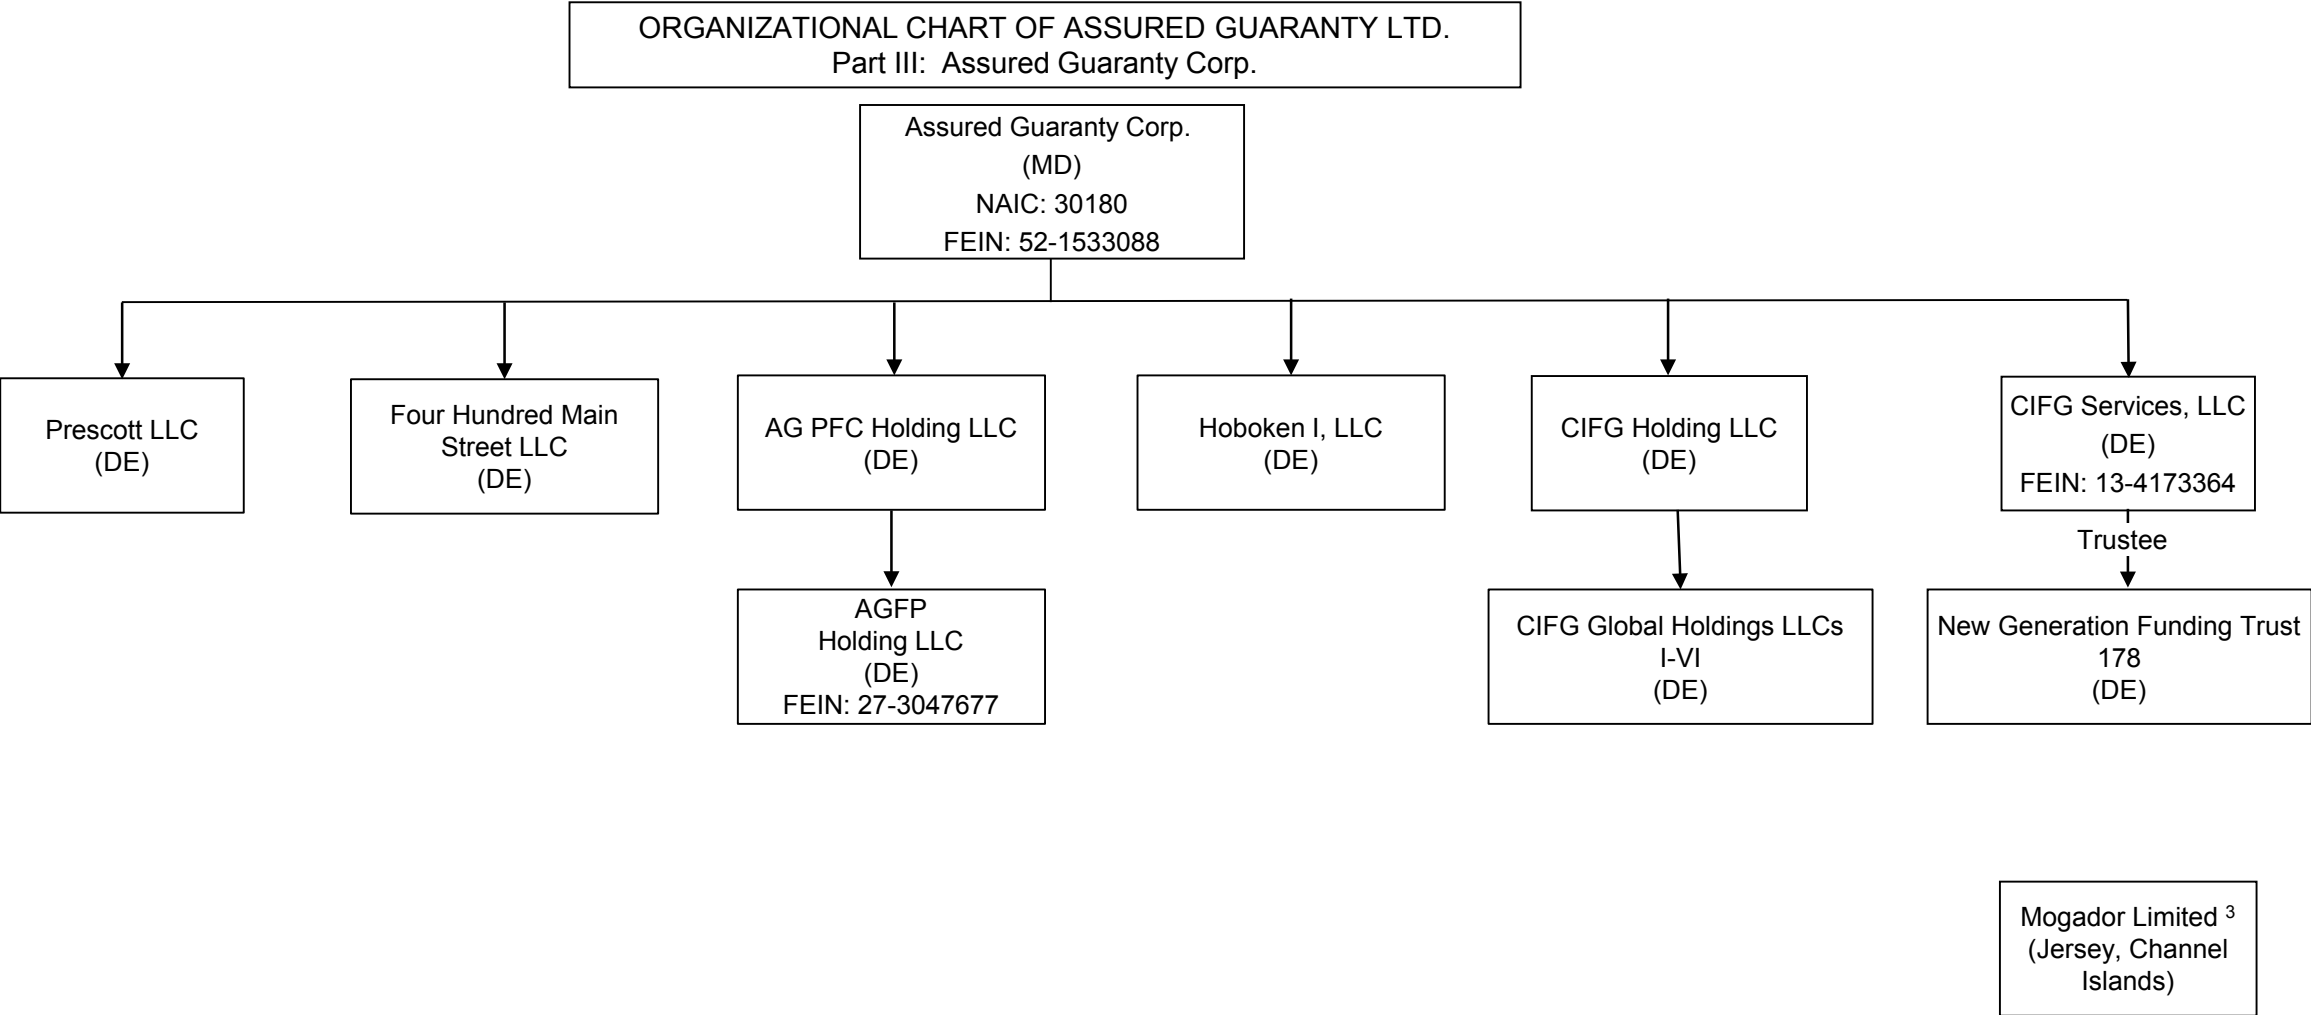 ORGANIZATIONAL CHART OF ASSURED GUARANTY LTD.
Part III: Assured Guaranty Corp.
Assured Guaranty Corp.
(MD)
NAIC: 30180
FEIN: 52-1533088
Prescott LLC
(DE)
Four Hundred Main
Street LLC
(DE)
AG PFC Holding LLC
(DE)
Hoboken I, LLC
(DE)
CIFG Holding LLC
(DE)
CIFG Services, LLC
(DE)
FEIN: 13-4173364
Trustee
AGFP
Holding LLC
(DE)
FEIN: 27-3047677
CIFG Global Holdings LLCs
I-VI
(DE)
New Generation Funding Trust
178
(DE)
Mogador Limited ³
(Jersey, Channel
Islands)